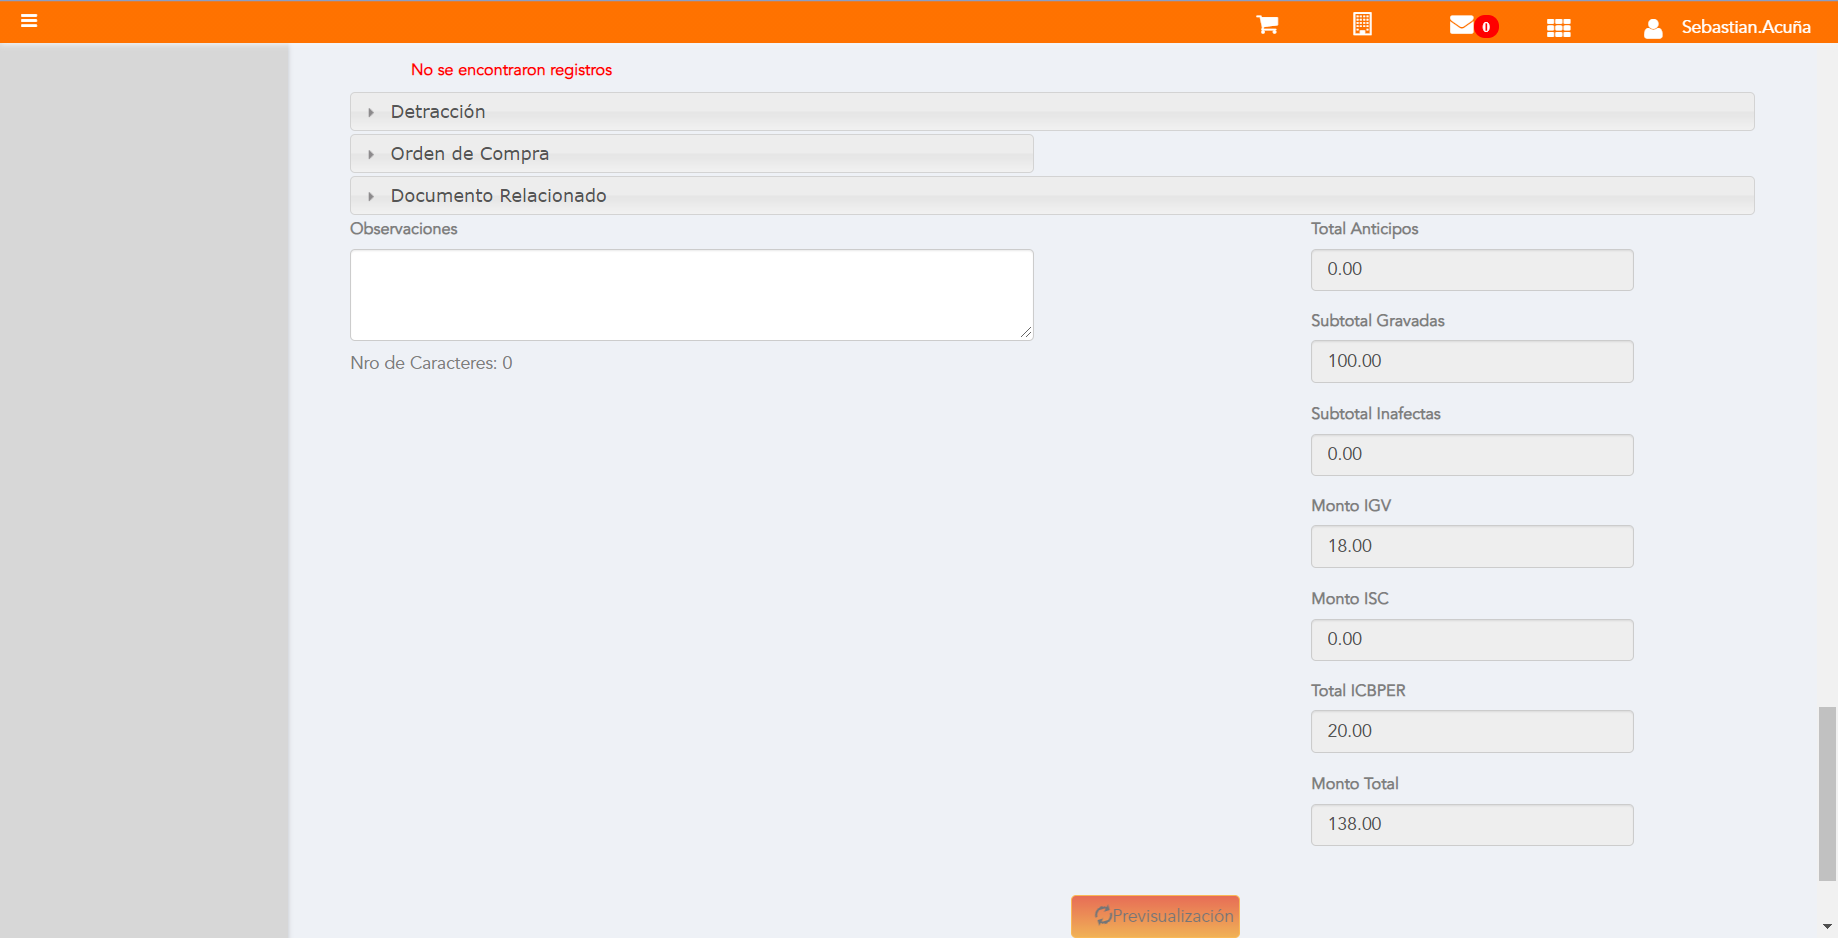 0
Sebastian.Acuña
No se encontraron registros
Detracción
Orden de Compra
Documento Relacionado
Observaciones
Nro de Caracteres: 0
Total Anticipos
0.00
Subtotal Gravadas
100.00
Subtotal Inafectas
0.00
Monto IGV
18.00
Monto ISC
0.00
Total ICBPER
20.00
Monto Total
138.00
Previsualización